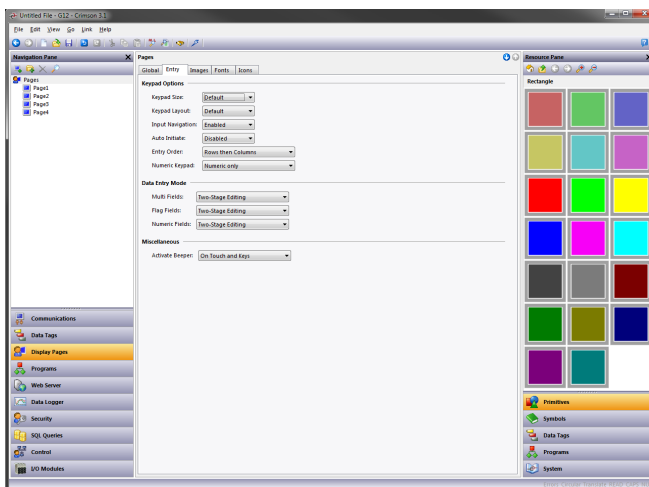 Untitled File - G12 - Crimson 3.1
File Edit View Go Link Help
Navigation Pane
Pages
Page1
Page2
Page3
Page4
Communications
Data Tags
Display Pages
Programs
Web Server
Data Logger
Security
SQL Queries
Control
I/O Modules
Pages
Global Entry Images Fonts Icons
Keypad Options
Keypad Size: Default
Keypad Layout: Default
Input Navigation: Enabled
Auto Initiate: Disabled
Entry Order: Rows then Columns
Numeric Keypad: Numeric only
Data Entry Mode
Multi Fields: Two-Stage Editing
Flag Fields: Two-Stage Editing
Numeric Fields: Two-Stage Editing
Miscellaneous
Activate Beeper: On Touch and Keys
Resource Pane
Rectangle
Primitives
Symbols
Data Tags
Programs
System